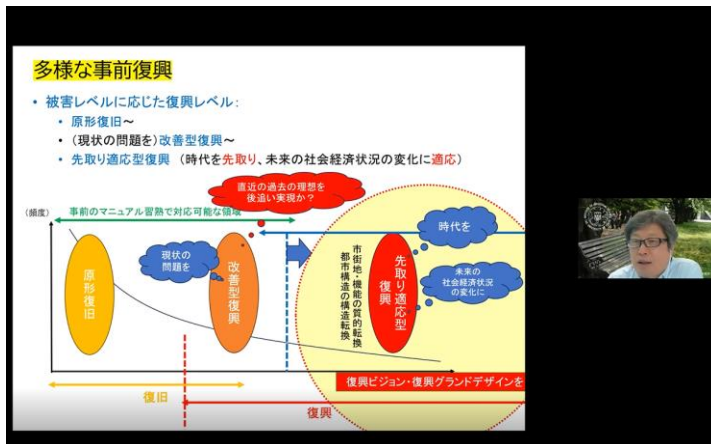 多様な事前復興
• 被害レベルに応じた復興レベル：
• 原形復旧～
• （現状の問題を）改善型復興～
• 先取り適応型復興 （時代を先取り、未来の社会経済状況の変化に適応）
直近の過去の理想を
後追い実現か？
（頻度）
事前のマニュアル習熟で対応可能な領域
時代を
現状の
問題を
原形復旧
改善型復興
市街地・機能の質的転換
都市構造の構造転換
先取り適応型
復興
未来の
社会経済状況
の変化に
復興ビジョン・復興グランドデザインを
復旧
復興